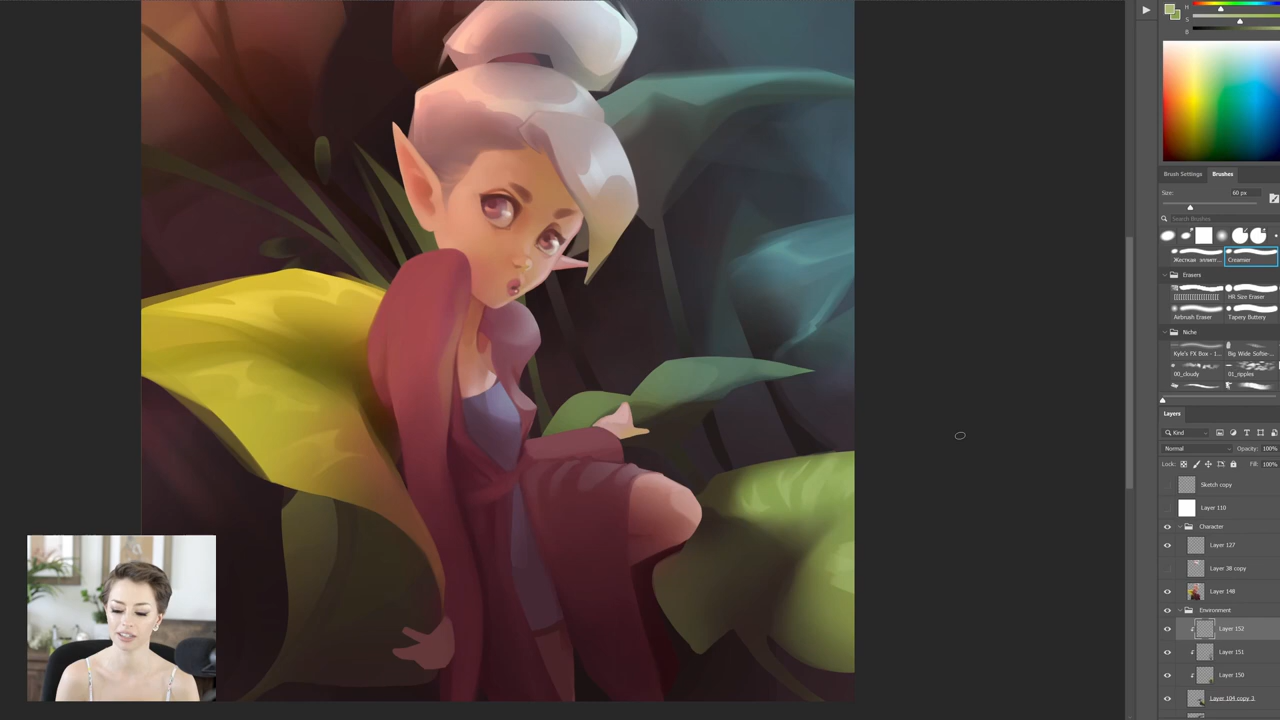 H
S
B
Brush Settings
Brushes
Size:
60 px
Search Brushes
Жесткая эллипт...
Creamier
Erasers
HR Size Eraser
Airbrush Eraser
Tapery Buttery
Niche
Kyle's FX Box - 1...
Big Wide Softie-...
00_cloudy
01_ripples
Layers
Kind
Normal
Opacity: 100%
Lock:
Fill: 100%
Sketch copy
Layer 110
Character
Layer 127
Layer 38 copy
Layer 148
Environment
Layer 152
Layer 151
Layer 150
Layer 104 copy 3